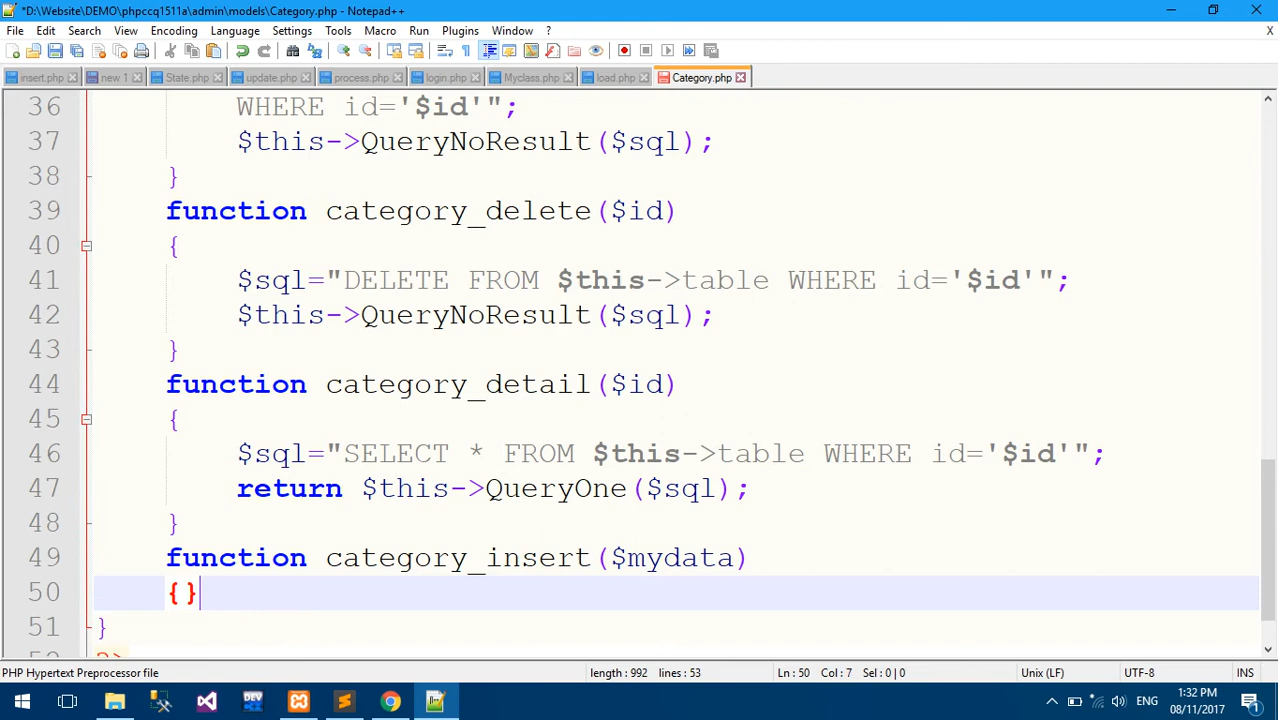 *D:\Website\DEMO\phpccq1511a\admin\models\Category.php - Notepad++
File Edit Search View Encoding Language Settings Tools Macro Run Plugins Window ?
X
insert.php new 1 State.php update.php process.php login.php Myclass.php load.php Category.php
36 WHERE id='$id'";
37 $this->QueryNoResult($sql);
38 }
39 function category_delete($id)
40 {
41 $sql="DELETE FROM $this->table WHERE id='$id'";
42 $this->QueryNoResult($sql);
43 }
44 function category_detail($id)
45 {
46 $sql="SELECT * FROM $this->table WHERE id='$id'";
47 return $this->QueryOne($sql);
48 }
49 function category_insert($mydata)
50 {}
51 }
52 ?>
PHP Hypertext Preprocessor file length : 992 lines : 53 Ln : 50 Col : 7 Sel : 0 | 0 Unix (LF) UTF-8 INS
DEV
ENG
1:32 PM
08/11/2017